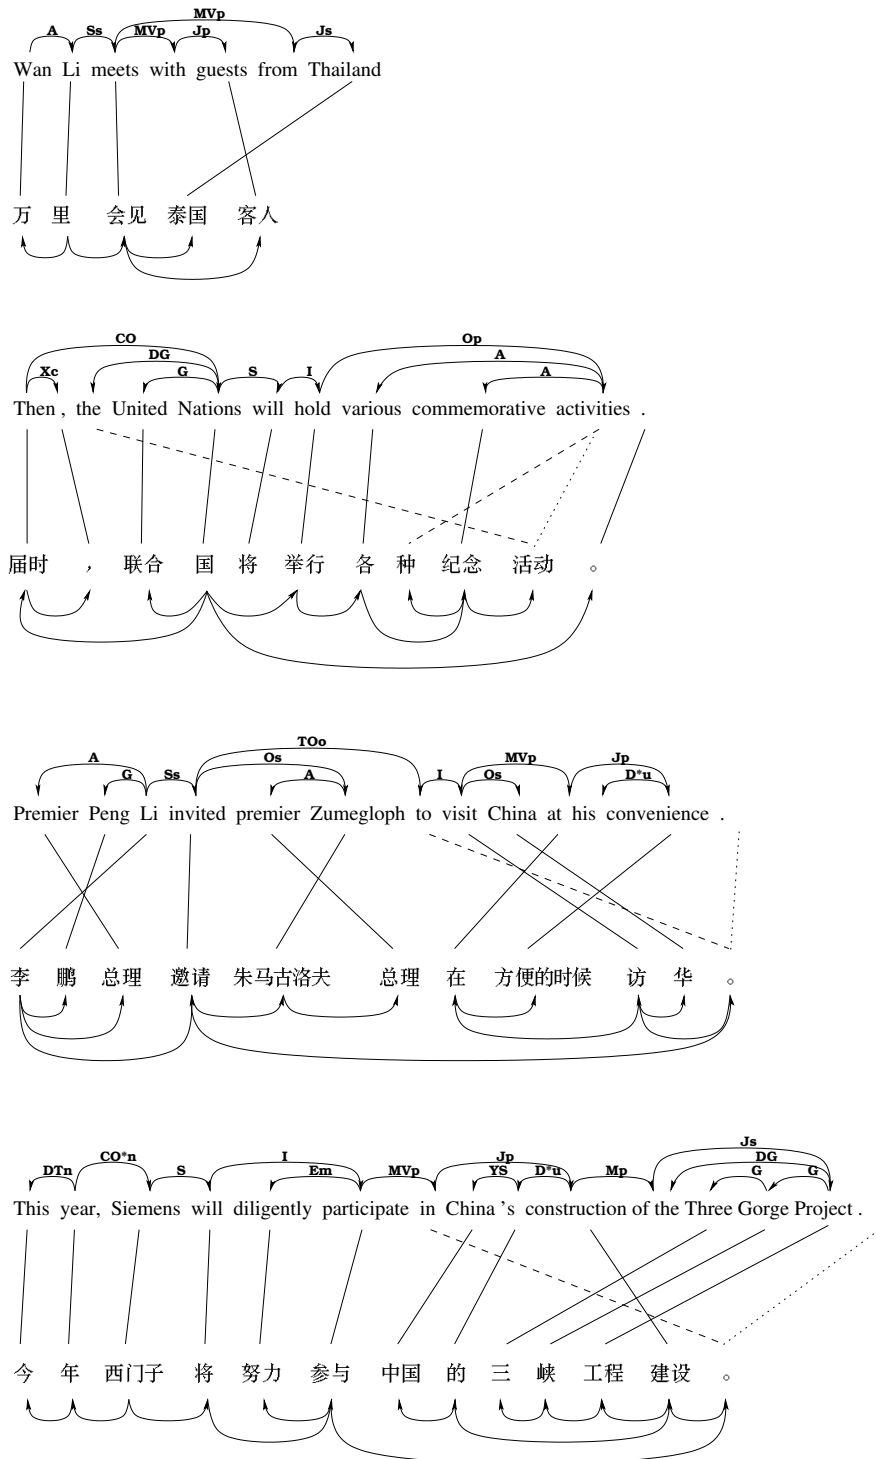 MVp
A Ss MVp Jp Js
Wan Li meets with guests from Thailand
万 里 会见 泰国 客人
CO Op
DG A
Xc G S I A
Then , the United Nations will hold various commemorative activities .
届时 ， 联合 国 将 举行 各 种 纪念 活动 。
TOo
A Os MVp Jp
G Ss A I Os D*u
Premier Peng Li invited premier Zumegloph to visit China at his convenience .
李 鹏 总理 邀请 朱马古洛夫 总理 在 方便的时候 访 华 。
Js
CO*n I Jp DG
DTn S Em MVp YS D*u Mp G G
This year, Siemens will diligently participate in China 's construction of the Three Gorge Project .
今 年 西门子 将 努力 参与 中国 的 三 峡 工程 建设 。